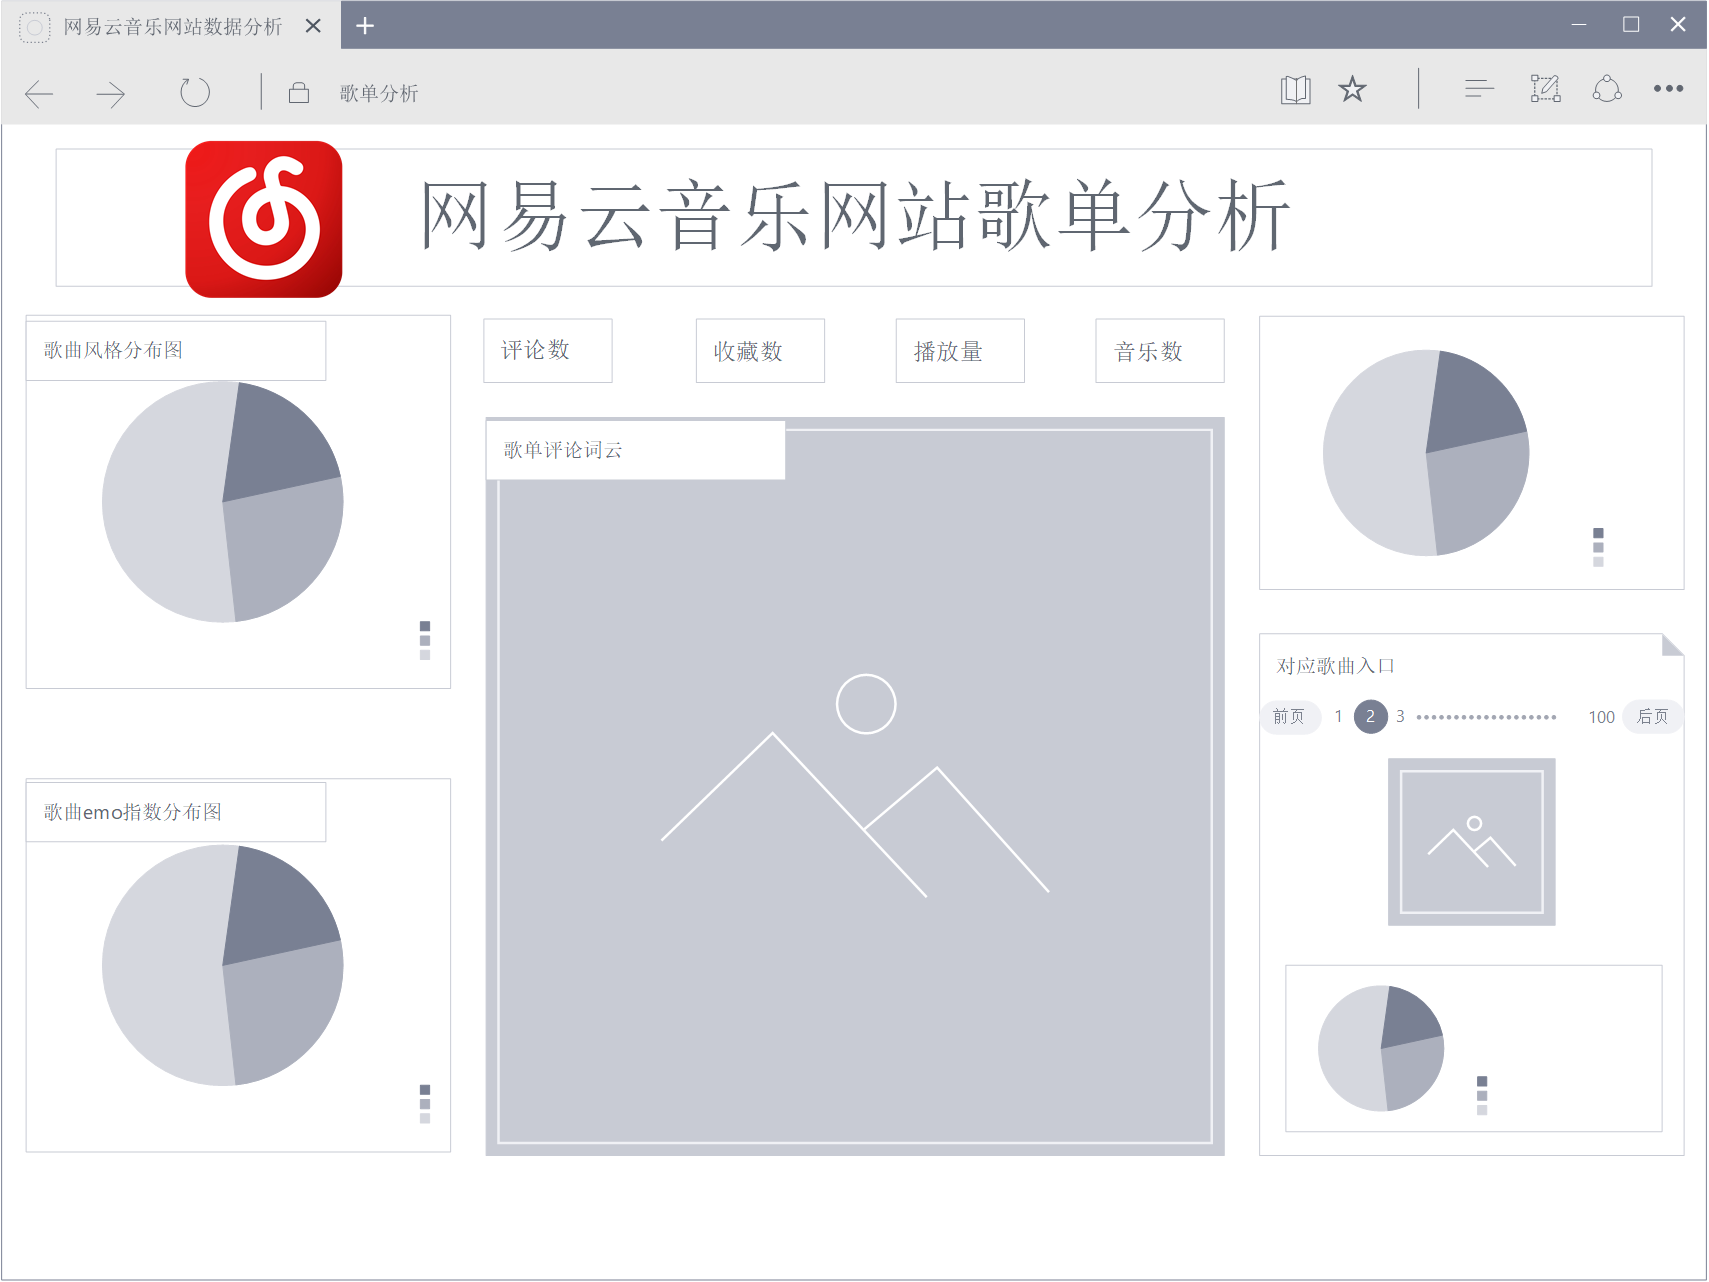 网易云音乐网站数据分析
歌单分析
网易云音乐网站歌单分析
歌曲风格分布图
评论数
收藏数
播放量
音乐数
歌单评论词云
对应歌曲入口
前页 1 2 3 100 后页
歌曲emo指数分布图